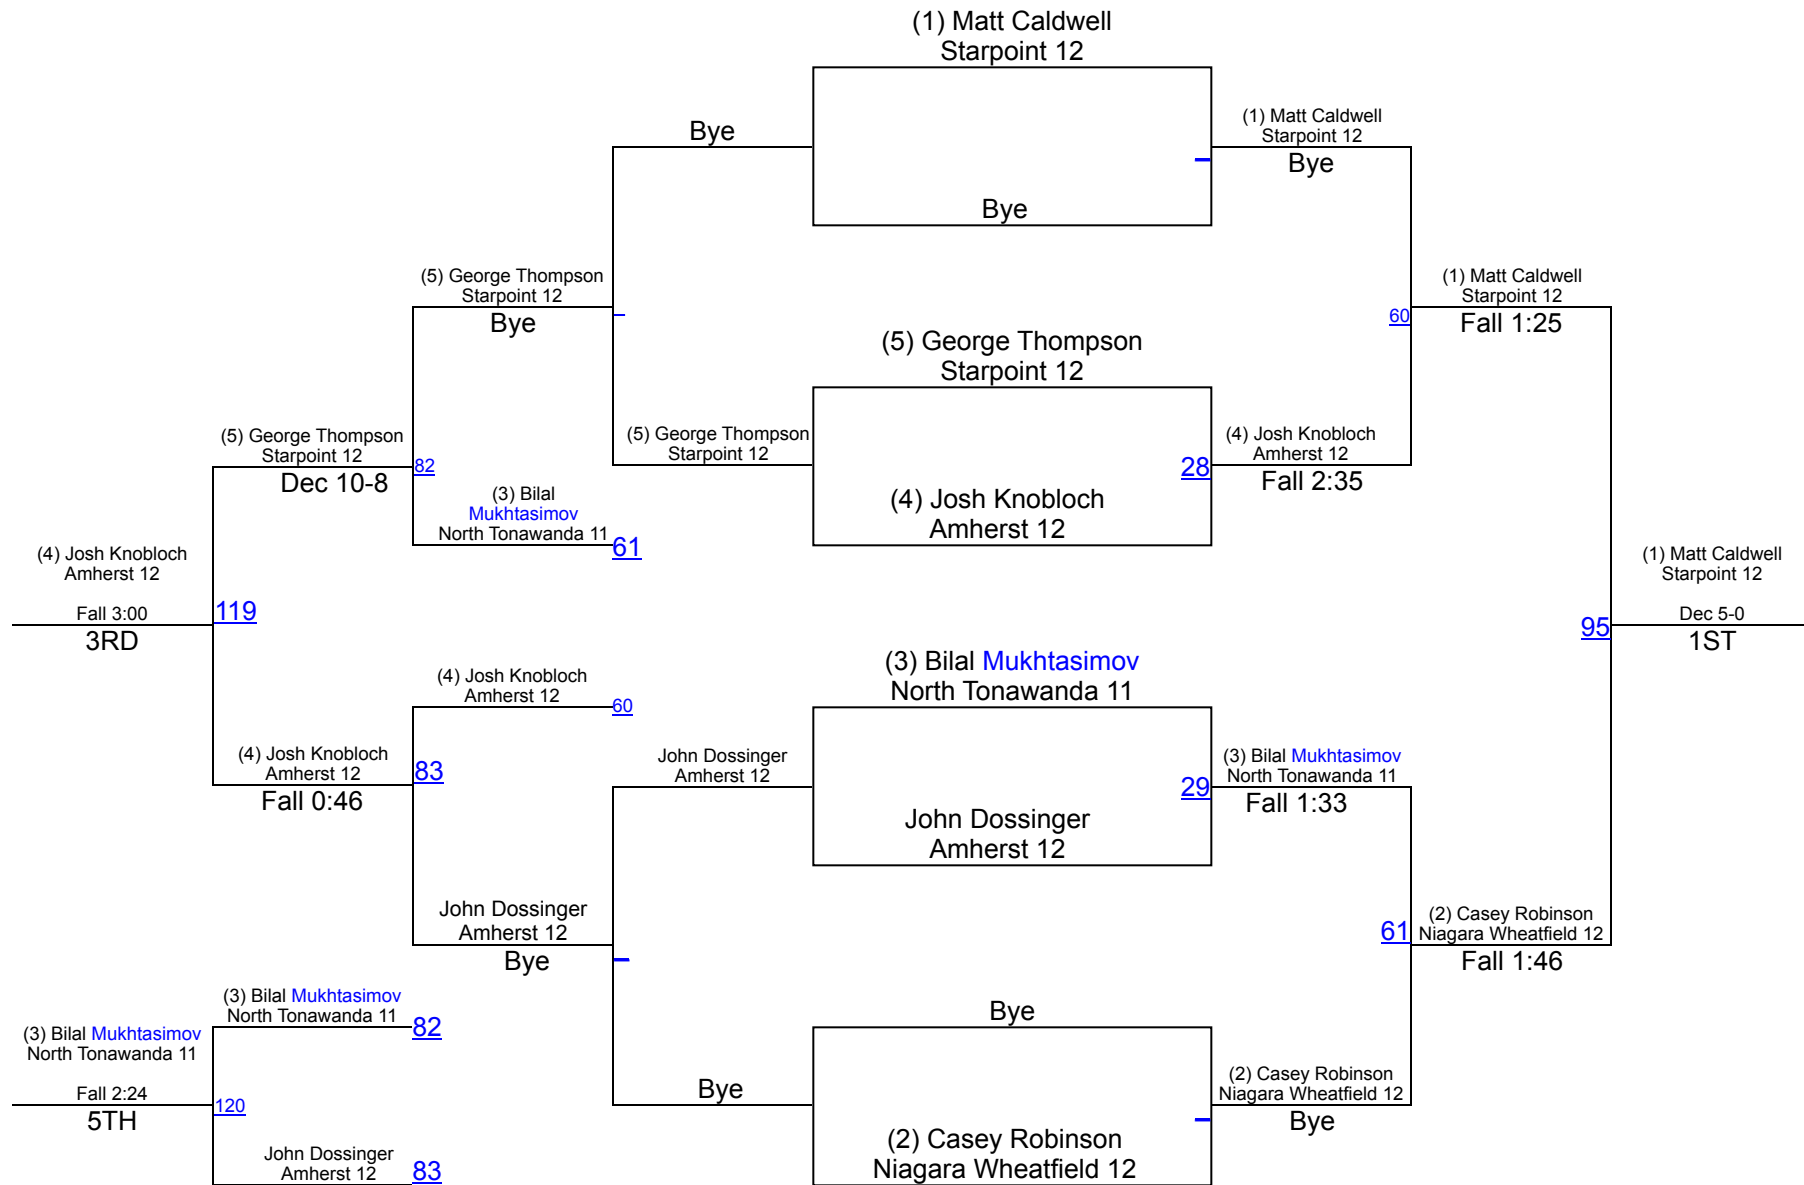 (1) Matt Caldwell
Starpoint 12
Bye
(1) Matt Caldwell
Starpoint 12
Bye
Bye
(5) George Thompson
Starpoint 12
Bye
(1) Matt Caldwell
Starpoint 12
Fall 1:25
60
(5) George Thompson
Starpoint 12
(5) George Thompson
Starpoint 12
Dec 10-8
82
(5) George Thompson
Starpoint 12
28
(4) Josh Knobloch
Amherst 12
Fall 2:35
(3) Bilal
Mukhtasimov
North Tonawanda 11
61
(4) Josh Knobloch
Amherst 12
(4) Josh Knobloch
Amherst 12
Fall 3:00
3RD
119
(1) Matt Caldwell
Starpoint 12
Dec 5-0
1ST
95
(3) Bilal Mukhtasimov
North Tonawanda 11
(4) Josh Knobloch
Amherst 12
60
(4) Josh Knobloch
Amherst 12
Fall 0:46
83
John Dossinger
Amherst 12
29
(3) Bilal Mukhtasimov
North Tonawanda 11
Fall 1:33
John Dossinger
Amherst 12
John Dossinger
Amherst 12
Bye
61
(2) Casey Robinson
Niagara Wheatfield 12
Fall 1:46
(3) Bilal Mukhtasimov
North Tonawanda 11
82
Bye
(3) Bilal Mukhtasimov
North Tonawanda 11
Fall 2:24
5TH
120
Bye
(2) Casey Robinson
Niagara Wheatfield 12
Bye
John Dossinger
Amherst 12
83
(2) Casey Robinson
Niagara Wheatfield 12